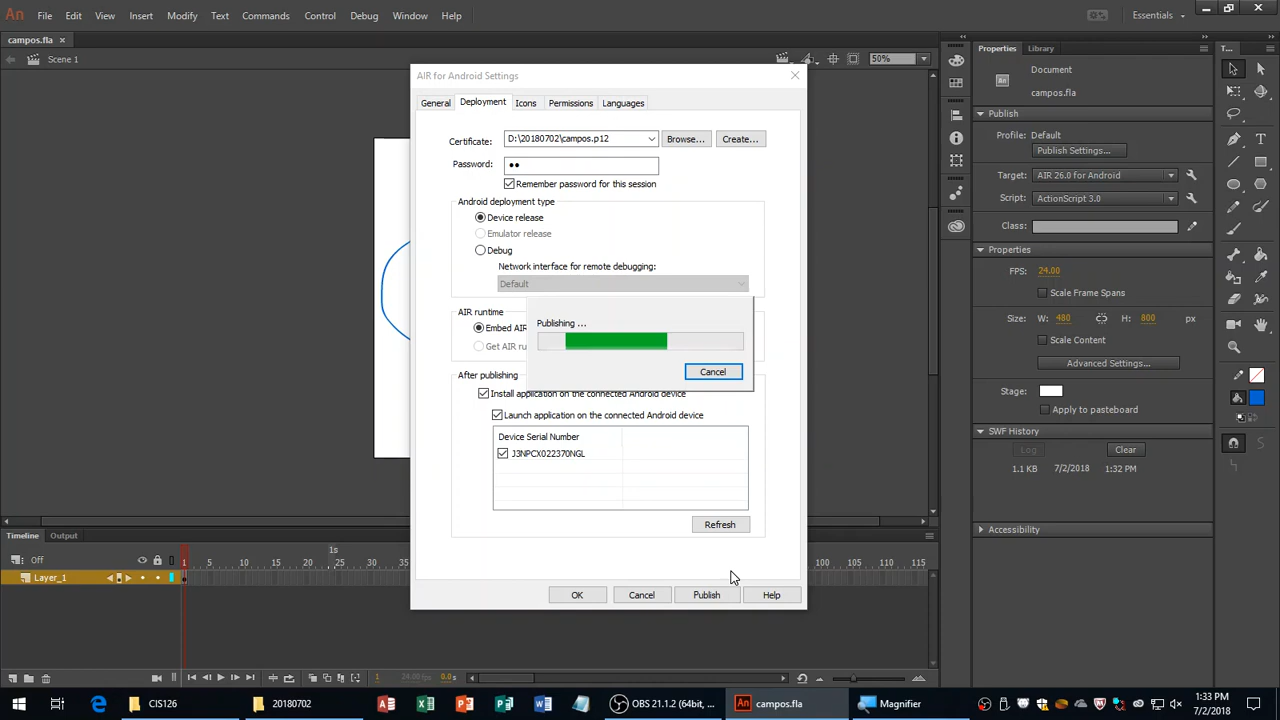 An File Edit View Insert Modify Text Commands Control Debug Window Help Essentials
campos.fla ×
Scene 1 50%
AIR for Android Settings
General Deployment Icons Permissions Languages
Certificate: D:\20180702\campos.p12 Browse... Create...
Password: ●●
Remember password for this session
Android deployment type
Device release
Emulator release
Debug
Network interface for remote debugging:
Default
AIR runtime
Embed AIR
Get AIR ru
Publishing ...
Cancel
After publishing
Install application on the connected Android device
Launch application on the connected Android device
Device Serial Number
J3NPCX022370NGL
Refresh
OK Cancel Publish Help
Properties Library
Document
campos.fla
Publish
Profile: Default
Publish Settings...
Target: AIR 26.0 for Android
Script: ActionScript 3.0
Class:
Properties
FPS: 24.00
Scale Frame Spans
Size: W: 480 H: 800 px
Scale Content
Advanced Settings...
Stage:
Apply to pasteboard
SWF History
Log Clear
1.1 KB 7/2/2018 1:32 PM
Accessibility
T...
Timeline Output
1s
Off 1 5 10 15 20 25 30 35 100 105 110 115
Layer_1
1 24.00 fps 0.0s
CIS126 20180702 OBS 21.1.2 (64bit, ... An campos.fla Magnifier
1:33 PM
7/2/2018